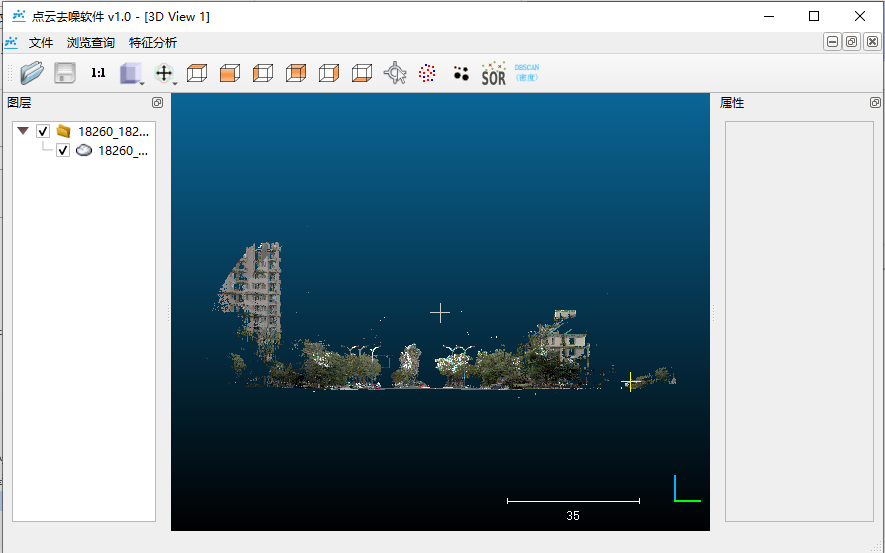 点云去噪软件 v1.0 - [3D View 1]
文件 浏览查询 特征分析
1:1
SOR
DBSCAN
(密度)
图层
属性
18260_182...
18260_...
35